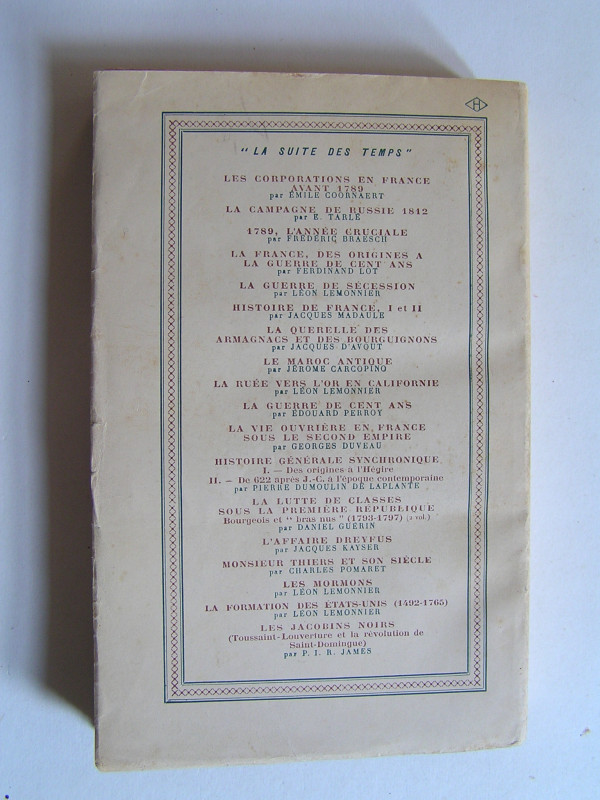 H
"LA SUITE DES TEMPS"
LES CORPORATIONS EN FRANCE
AVANT 1789
par ÉMILE COORNAERT
LA CAMPAGNE DE RUSSIE 1812
par E. TARLE
1789, L'ANNÉE CRUCIALE
par FRÉDÉRIC BRAESCH
LA FRANCE, DES ORIGINES A
LA GUERRE DE CENT ANS
par FERDINAND LOT
LA GUERRE DE SÉCESSION
par LÉON LEMONNIER
HISTOIRE DE FRANCE, I et II
par JACQUES MADAULE
LA QUERELLE DES
ARMAGNACS ET DES BOURGUIGNONS
par JACQUES D'AVOUT
LE MAROC ANTIQUE
par JÉROME CARCOPINO
LA RUÉE VERS L'OR EN CALIFORNIE
par LÉON LEMONNIER
LA GUERRE DE CENT ANS
par ÉDOUARD PERROY
LA VIE OUVRIÈRE EN FRANCE
SOUS LE SECOND EMPIRE
par GEORGES DUVEAU
HISTOIRE GÉNÉRALE SYNCHRONIQUE
I. — Des origines à l'Hégire
II. — De 622 après J.-C. à l'époque contemporaine
par PIERRE DUMOULIN DE LAPLANTE
LA LUTTE DE CLASSES
SOUS LA PREMIÈRE RÉPUBLIQUE
Bourgeois et "bras nus" (1793-1797) (2 vol.)
par DANIEL GUÉRIN
L'AFFAIRE DREYFUS
par JACQUES KAYSER
MONSIEUR THIERS ET SON SIÈCLE
par CHARLES POMARET
LES MORMONS
par LÉON LEMONNIER
LA FORMATION DES ÉTATS-UNIS (1492-1765)
par LÉON LEMONNIER
LES JACOBINS NOIRS
(Toussaint-Louverture et la révolution de
Saint-Domingue)
par P. I. R. JAMES